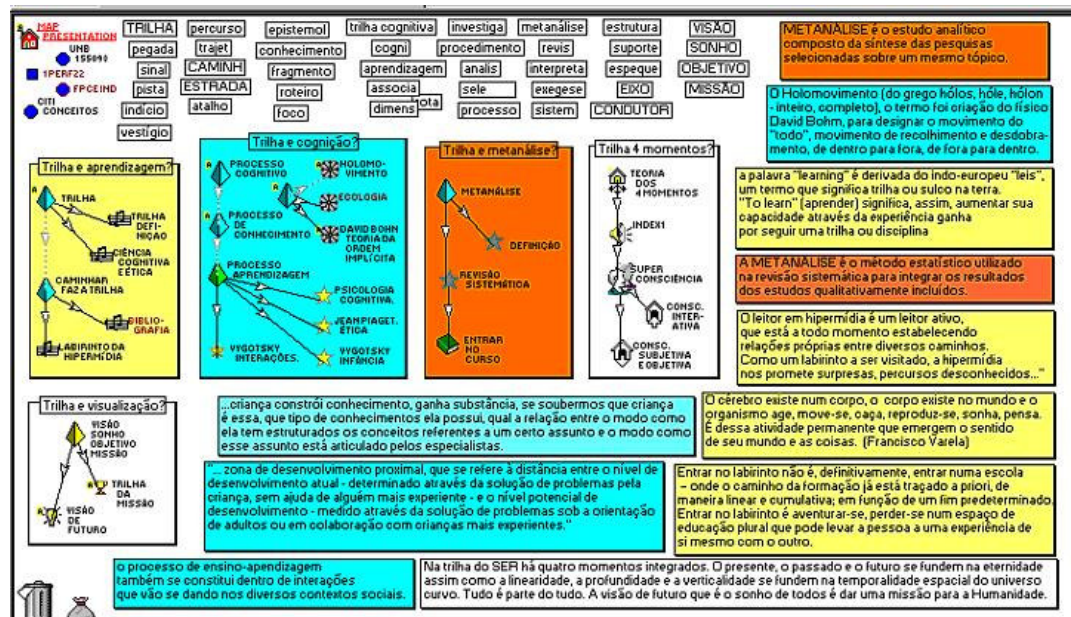 MAP PRESENTATION
UNB 155090
1PERF22
FPCEIND
CITI CONCEITOS
TRILHA
pegada
sinal
pista
indício
vestígio
percurso
trajet
CAMINH
ESTRADA
atalho
epistemol
conhecimento
fragmento
roteiro
foco
trilha cognitiva
cogni
aprendizagem
associa
dimens
rota
investiga
procedimento
analis
sele
processo
metanálise
revis
interpreta
exegese
sistem
estrutura
suporte
espeque
EIXO
CONDUTOR
VISÃO
SONHO
OBJETIVO
MISSÃO
METANÁLISE é o estudo analítico
composto da síntese das pesquisas
selecionadas sobre um mesmo tópico.
O Holomovimento (do grego hólos, hóle, hólon
- inteiro, completo), o termo foi criação do físico
David Bohm, para designar o movimento do
"todo", movimento de recolhimento e desdobra-
mento, de dentro para fora, de fora para dentro.
a palavra "learning" é derivada do indo-europeu "leis",
um termo que significa trilha ou sulco na terra.
"To learn" (aprender) significa, assim, aumentar sua
capacidade através da experiência ganha
por seguir uma trilha ou disciplina
A METANÁLISE é o método estatístico utilizado
na revisão sistemática para integrar os resultados
dos estudos qualitativamente incluídos.
O leitor em hipermídia é um leitor ativo,
que está a todo momento estabelecendo
relações próprias entre diversos caminhos.
Como um labirinto a ser visitado, a hipermídia
nos promete surpresas, percursos desconhecidos..."
Trilha e aprendizagem?
TRILHA
TRILHA
DEFI-
NIÇÃO
CIÊNCIA
COGNITIVA
E ÉTICA
CAMINHAR
FAZ A TRILHA
BIBLIO-
GRAFIA
LABIRINTO DA
HIPERMÍDIA
Trilha e cognição?
PROCESSO
COGNITIVO
HOLOMO-
VIMENTO
ECOLOGIA
PROCESSO
DE
CONHECIMENTO
DAVID BOHN
TEORIA DA
ORDEM
IMPLÍCITA
PROCESSO
APRENDIZAGEM
PSICOLOGIA
COGNITIVA.
JEAN PIAGET.
ÉTICA
VYGOTSKY
INTERAÇÕES.
VYGOTSKY
INFÂNCIA
Trilha e metanálise?
METANÁLISE
DEFINIÇÃO
REVISÃO
SISTEMÁTICA
ENTRAR
NO
CURSO
Trilha 4 momentos?
TEORIA
DOS
4 MOMENTOS
INDEX1
SUPER
CONSCIÊNCIA
CONSC.
INTER-
ATIVA
CONSC.
SUBJETIVA
E OBJETIVA
Trilha e visualização?
VISÃO
SONHO
OBJETIVO
MISSÃO
TRILHA
DA
MISSÃO
VISÃO
DE
FUTURO
...criança constrói conhecimento, ganha substância, se soubermos que criança
é essa, que tipo de conhecimentos ela possui, qual a relação entre o modo como
ela tem estruturados os conceitos referentes a um certo assunto e o modo como
esse assunto está articulado pelos especialistas.
"... zona de desenvolvimento proximal, que se refere à distância entre o nível de
desenvolvimento atual - determinado através da solução de problemas pela
criança, sem ajuda de alguém mais experiente - e o nível potencial de
desenvolvimento - medido através da solução de problemas sob a orientação
de adultos ou em colaboração com crianças mais experientes."
O cérebro existe num corpo, o corpo existe no mundo e o
organismo age, move-se, caça, reproduz-se, sonha, pensa.
É dessa atividade permanente que emergem o sentido
de seu mundo e as coisas. (Francisco Varela)
Entrar no labirinto não é, definitivamente, entrar numa escola
– onde o caminho da formação já está traçado a priori, de
maneira linear e cumulativa; em função de um fim predeterminado.
Entrar no labirinto é aventurar-se, perder-se num espaço de
educação plural que pode levar a pessoa a uma experiência de
si mesmo com o outro.
o processo de ensino-apendizagem
também se constitui dentro de interações
que vão se dando nos diversos contextos sociais.
Na trilha do SER há quatro momentos integrados. O presente, o passado e o futuro se fundem na eternidade
assim como a linearidade, a profundidade e a verticalidade se fundem na temporalidade espacial do universo
curvo. Tudo é parte do tudo. A visão de futuro que é o sonho de todos é dar uma missão para a Humanidade.